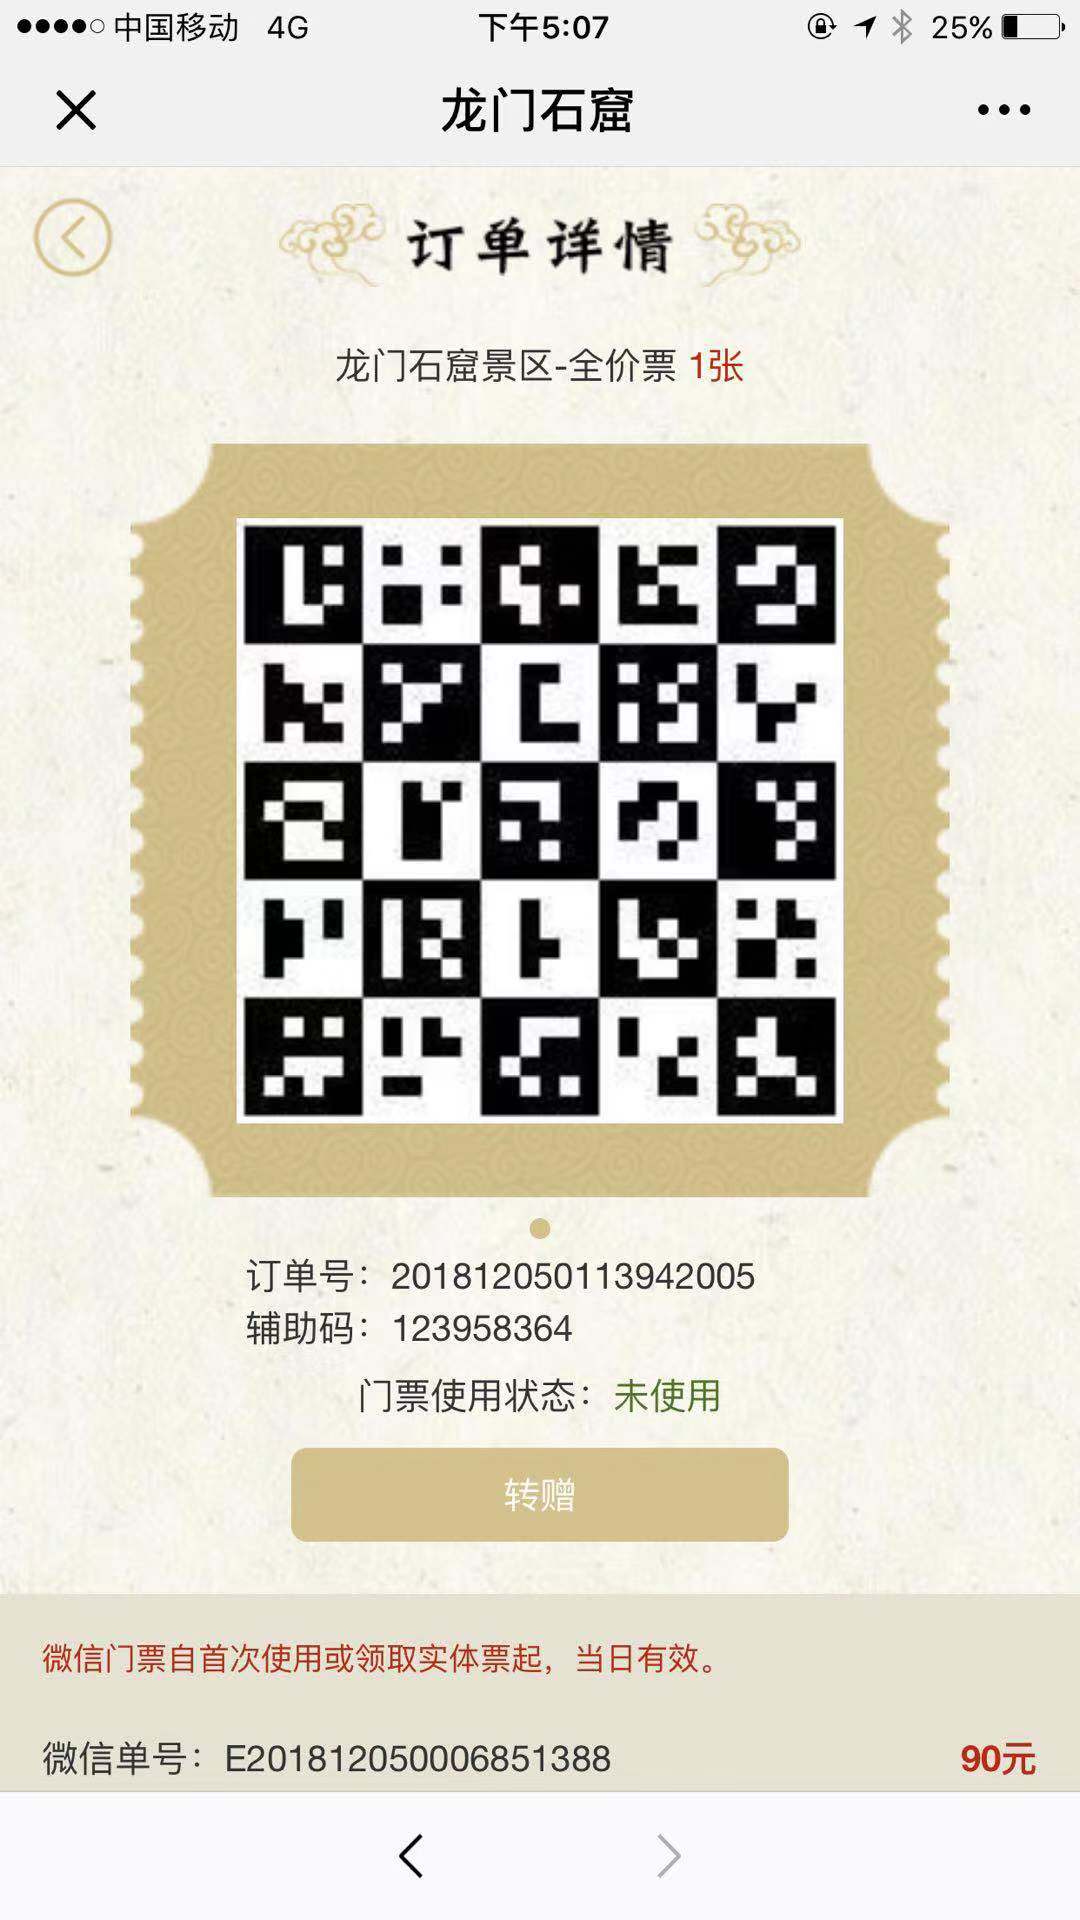 中国移动 4G 下午5:07 25%
龙门石窟
订单详情
龙门石窟景区-全价票 1张
订单号：201812050113942005
辅助码：123958364
门票使用状态：未使用
转赠
微信门票自首次使用或领取实体票起，当日有效。
微信单号：E201812050006851388 90元